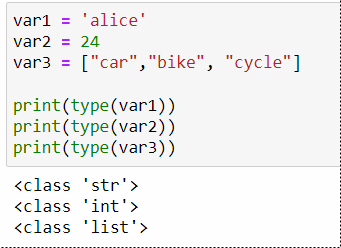 var1 = 'alice'
var2 = 24
var3 = ["car","bike", "cycle"]
print(type(var1))
print(type(var2))
print(type(var3))
<class 'str'>
<class 'int'>
<class 'list'>